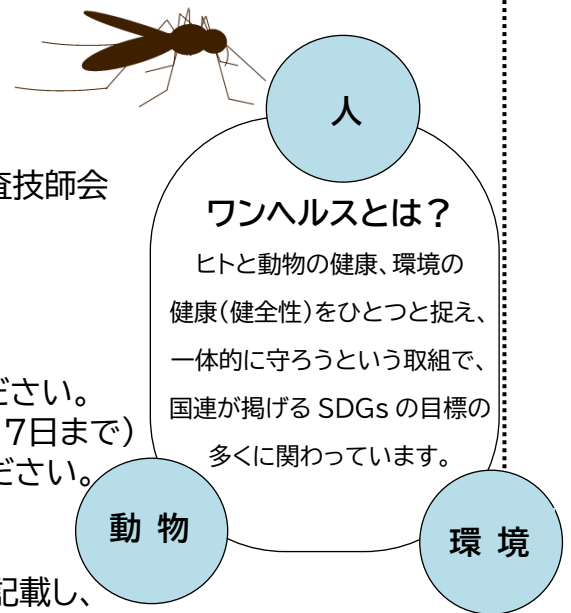 人
査技師会
ワンヘルスとは？
ヒトと動物の健康、環境の
健康（健全性）をひとつと捉え、
一体的に守ろうという取組で、
国連が掲げる SDGs の目標の
多くに関わっています。
ださい。
7日まで）
ださい。
動 物
環 境
記載し、